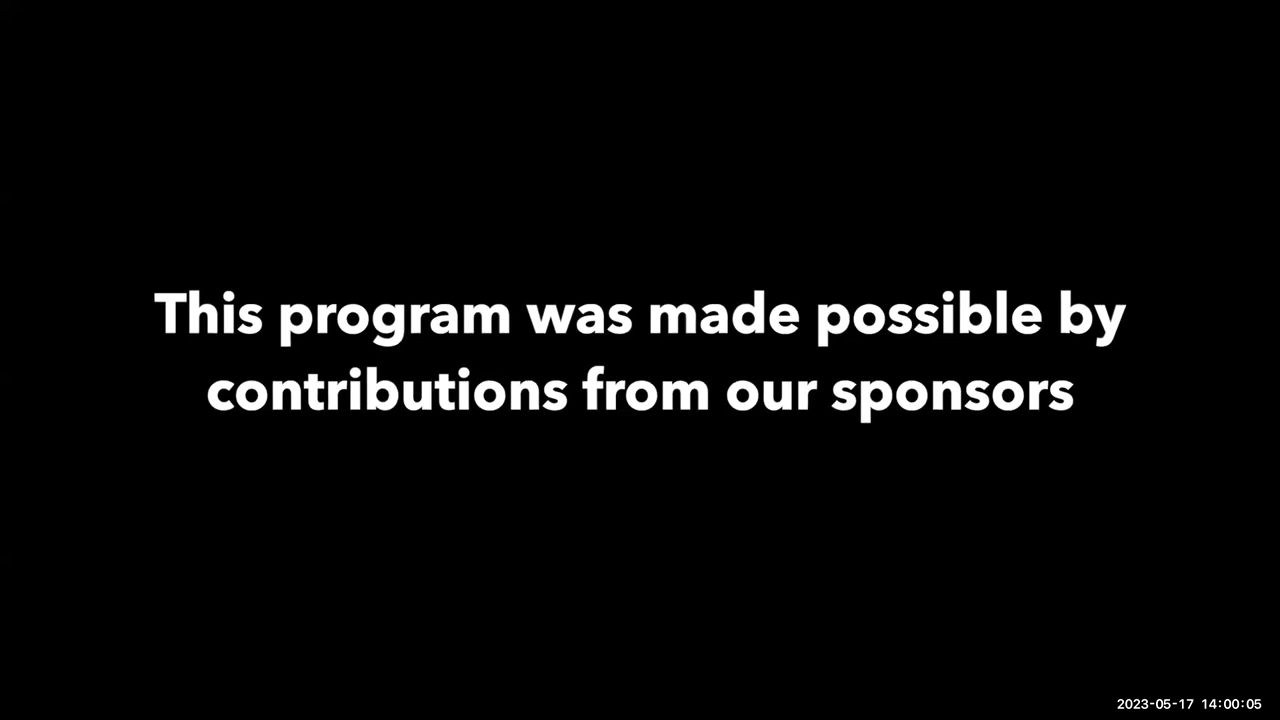 This program was made possible by
contributions from our sponsors
2023-05-17 14:00:05